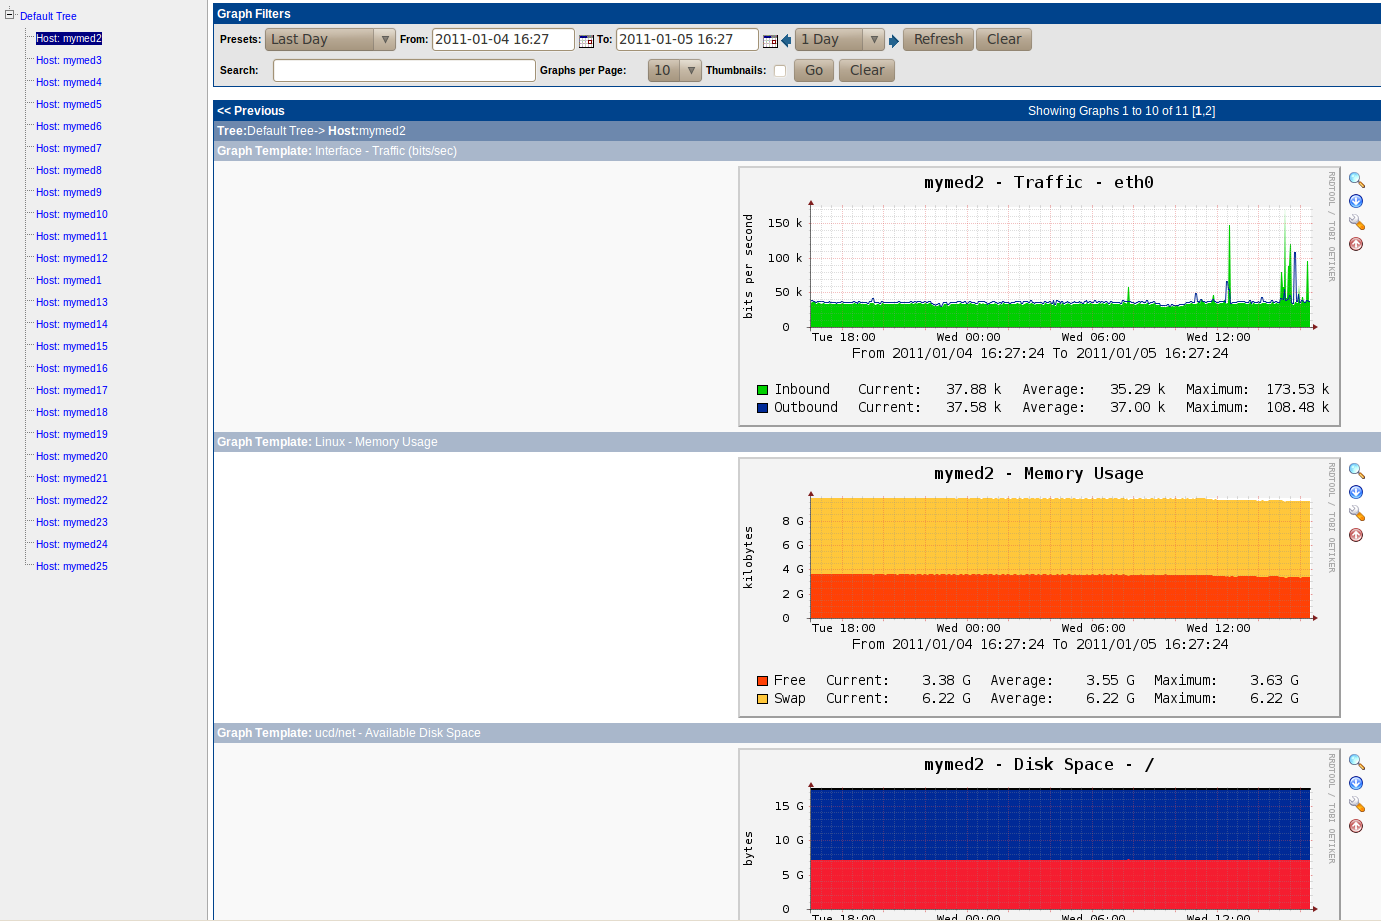 Default Tree
Host: mymed2
Host: mymed3
Host: mymed4
Host: mymed5
Host: mymed6
Host: mymed7
Host: mymed8
Host: mymed9
Host: mymed10
Host: mymed11
Host: mymed12
Host: mymed1
Host: mymed13
Host: mymed14
Host: mymed15
Host: mymed16
Host: mymed17
Host: mymed18
Host: mymed19
Host: mymed20
Host: mymed21
Host: mymed22
Host: mymed23
Host: mymed24
Host: mymed25
Graph Filters
Presets: Last Day From: 2011-01-04 16:27 To: 2011-01-05 16:27 1 Day Refresh Clear
Search: Graphs per Page: 10 Thumbnails: Go Clear
<< Previous Showing Graphs 1 to 10 of 11 [1,2]
Tree:Default Tree-> Host:mymed2
Graph Template: Interface - Traffic (bits/sec)
mymed2 - Traffic - eth0
RRDTOOL / TOBI OETIKER
bits per second
150 k
100 k
50 k
0
Tue 18:00 Wed 00:00 Wed 06:00 Wed 12:00
From 2011/01/04 16:27:24 To 2011/01/05 16:27:24
Inbound Current: 37.88 k Average: 35.29 k Maximum: 173.53 k
Outbound Current: 37.58 k Average: 37.00 k Maximum: 108.48 k
Graph Template: Linux - Memory Usage
mymed2 - Memory Usage
RRDTOOL / TOBI OETIKER
kilobytes
8 G
6 G
4 G
2 G
0
Tue 18:00 Wed 00:00 Wed 06:00 Wed 12:00
From 2011/01/04 16:27:24 To 2011/01/05 16:27:24
Free Current: 3.38 G Average: 3.55 G Maximum: 3.63 G
Swap Current: 6.22 G Average: 6.22 G Maximum: 6.22 G
Graph Template: ucd/net - Available Disk Space
mymed2 - Disk Space - /
RRDTOOL / TOBI OETIKER
bytes
15 G
10 G
5 G
0
Tue 18:00 Wed 00:00 Wed 06:00 Wed 12:00